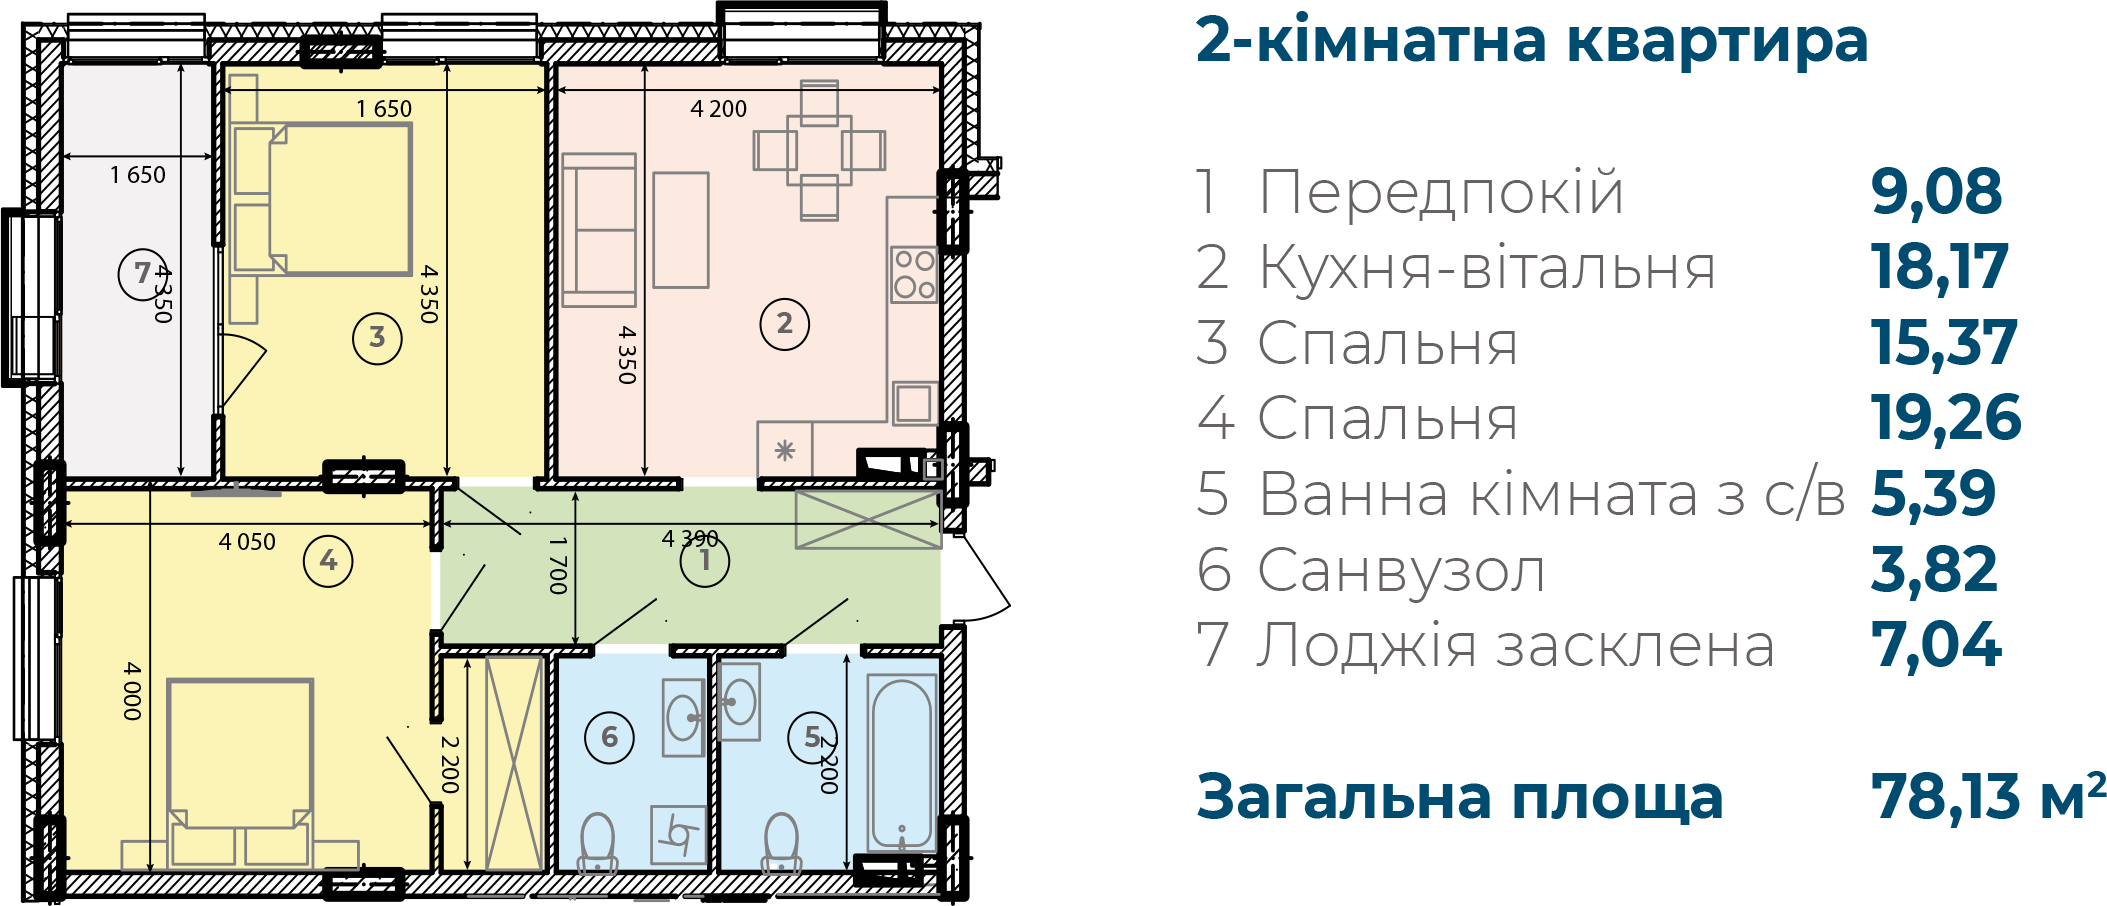 1 650
4 200
1 650
7
4 350
3
4 350
2
4 350
4 050
4
4 390
1
1 700
4 000
2 200
6
5
2 200
2-кімнатна квартира
1 Передпокій 9,08
2 Кухня-вітальня 18,17
3 Спальня 15,37
4 Спальня 19,26
5 Ванна кімната з с/в 5,39
6 Санвузол 3,82
7 Лоджія засклена 7,04
Загальна площа 78,13 м²